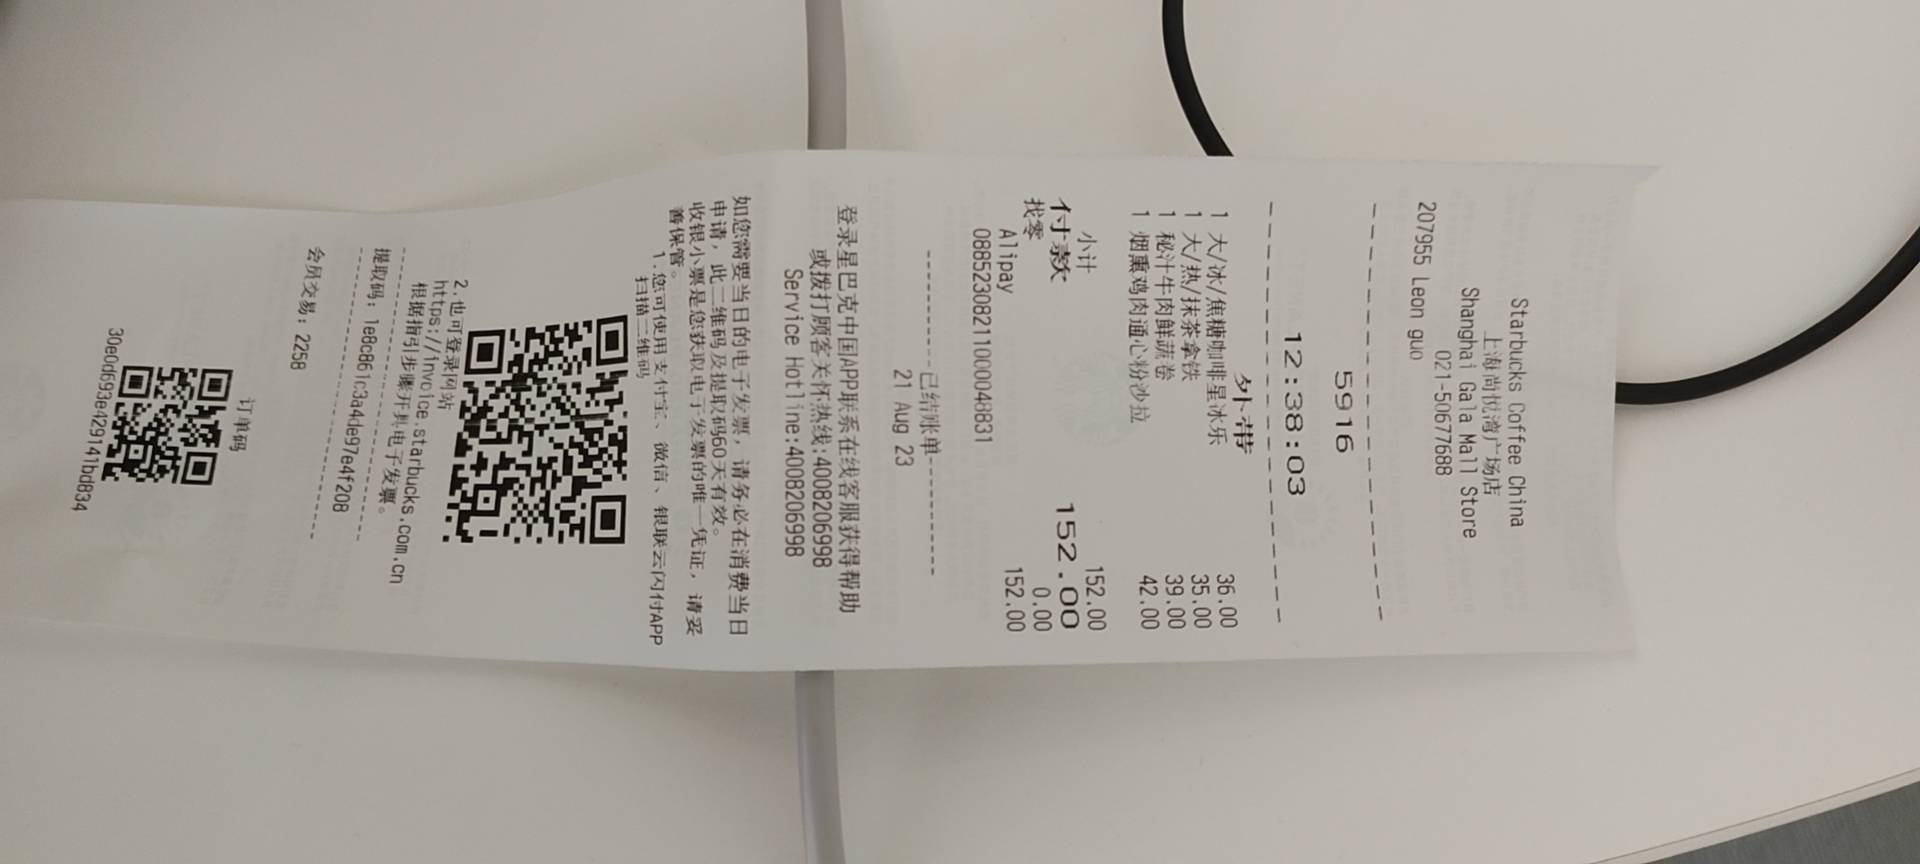 Starbucks Coffee China
上海尚悦湾广场店
Shanghai Gala Mall Store
021-50677688
207955 Leon guo
5916
12:38:03
外带
1 大/冰/焦糖咖啡星冰乐 36.00
1 大/热/抹茶拿铁 35.00
1 秘汁牛肉鲜蔬卷 39.00
1 烟熏鸡肉通心粉沙拉 42.00
小计 152.00
付款 152.00
找零 0.00
Alipay 152.00
08852308211000048831
----------已结账单----------
21 Aug 23
登录星巴克中国APP联系在线客服获得帮助
或拨打顾客关怀热线:4008206998
Service Hotline:4008206998
如您需要当日的电子发票，请务必在消费当日
申请，此二维码及提取码60天有效。
收银小票是您获取电子发票的唯一凭证，请妥
善保管。
1.您可使用支付宝、微信、银联云闪付APP
扫描二维码
2.也可登录网站
https://invoice.starbucks.com.cn
根据指引步骤开具电子发票。
提取码: 1e8c861c3a4de97e4f208
会员交易: 2258
订单码
30e0d693e429141bd834